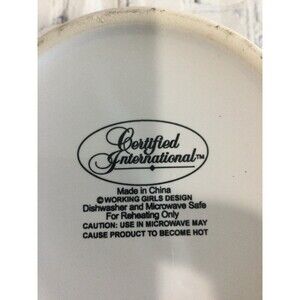 Certified
International™
Made in China
© WORKING GIRLS DESIGN
Dishwasher and Microwave Safe
For Reheating Only
CAUTION: USE IN MICROWAVE MAY
CAUSE PRODUCT TO BECOME HOT